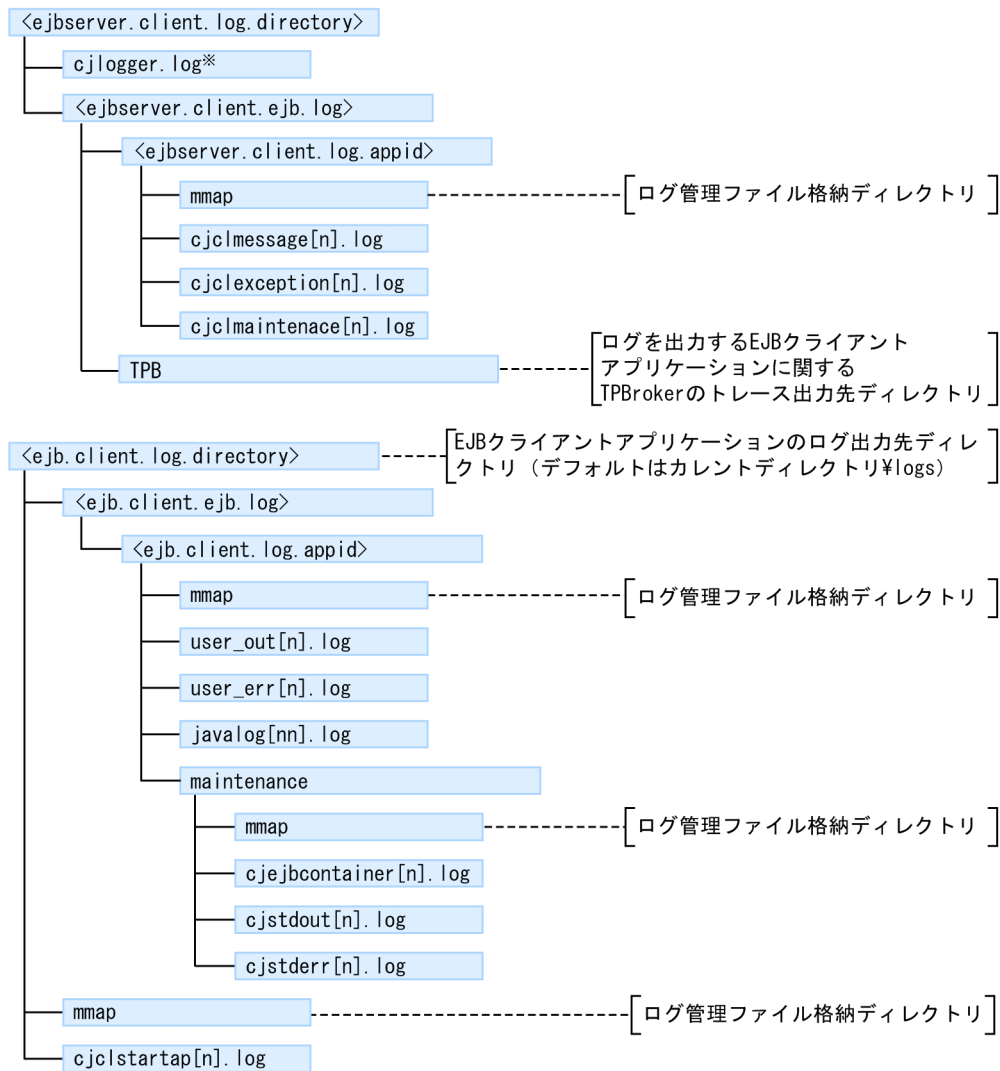 <ejbserver.client.log.directory>
cjlogger.log※
<ejbserver.client.ejb.log>
<ejbserver.client.log.appid>
mmap
ログ管理ファイル格納ディレクトリ
cjclmessage[n].log
cjclexception[n].log
cjclmaintenace[n].log
TPB
ログを出力するEJBクライアント
アプリケーションに関する
TPBrokerのトレース出力先ディレクトリ
<ejb.client.log.directory>
EJBクライアントアプリケーションのログ出力先ディレ
クトリ（デフォルトはカレントディレクトリ¥logs）
<ejb.client.ejb.log>
<ejb.client.log.appid>
mmap
ログ管理ファイル格納ディレクトリ
user_out[n].log
user_err[n].log
javalog[nn].log
maintenance
mmap
ログ管理ファイル格納ディレクトリ
cjejbcontainer[n].log
cjstdout[n].log
cjstderr[n].log
mmap
ログ管理ファイル格納ディレクトリ
cjclstartap[n].log